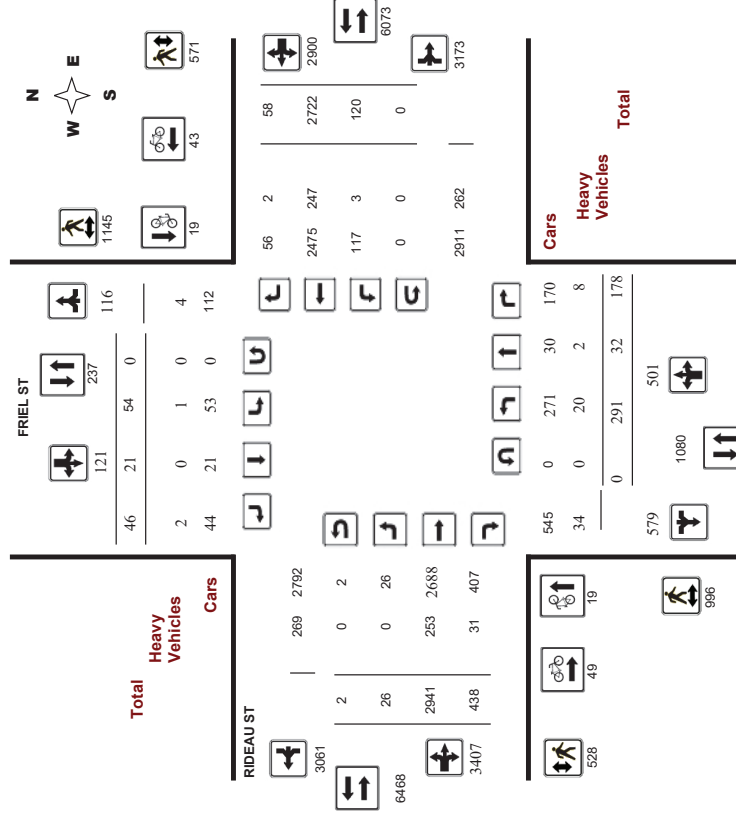 N
W E
S
1145
19
43
571
FRIEL ST
121
237
116
46 21 54 0
2 0 1 0 4
44 21 53 0 112
Total
Heavy
Vehicles
Cars
2900
6073
3173
56 2 58
2475 247 2722
117 3 120
0 0 0
2911 262
RIDEAU ST
3061
6468
3407
269 2792
2 0 2
26 0 26
2941 253 2688
438 31 407
545 0 271 30 170
34 0 20 2 8
0 291 32 178
Cars
Heavy
Vehicles
Total
579
1080
501
528
49
19
996